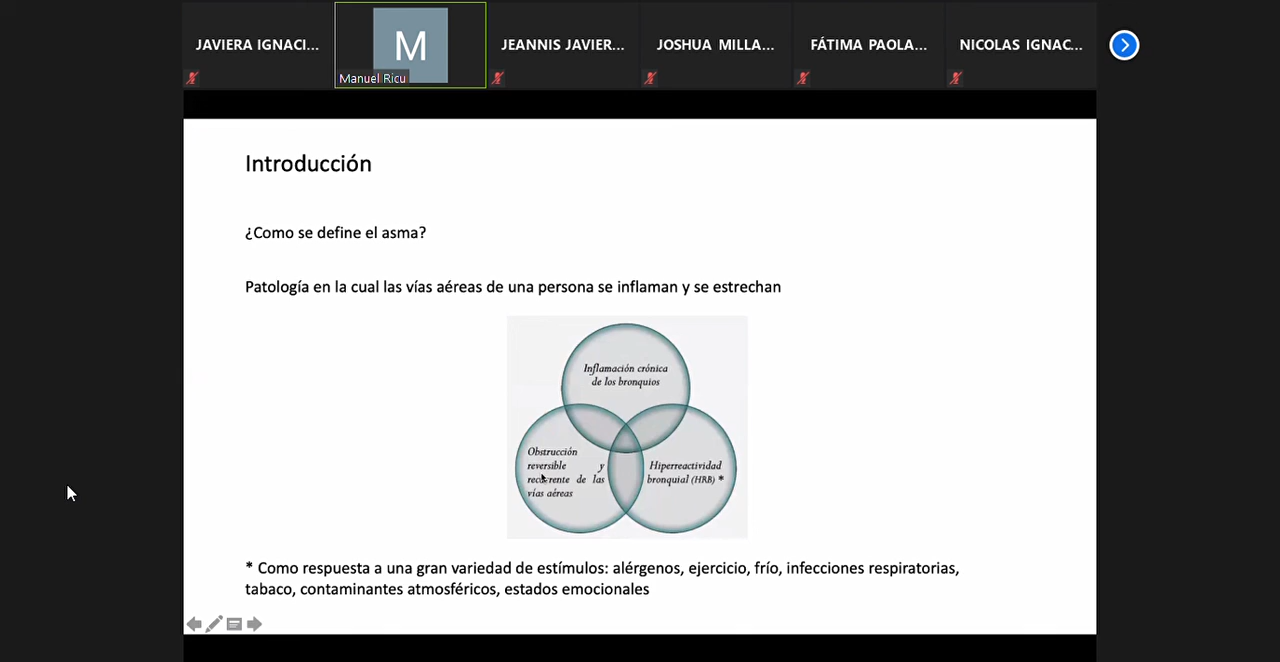 JAVIERA IGNACI...
M
Manuel Ricu
JEANNIS JAVIER...
JOSHUA MILLA...
FÁTIMA PAOLA...
NICOLAS IGNAC...
Introducción
¿Como se define el asma?
Patología en la cual las vías aéreas de una persona se inflaman y se estrechan
Inflamación crónica
de los bronquios
Obstrucción
reversible y
recurrente de las
vías aéreas
Hiperreactividad
bronquial (HRB) *
* Como respuesta a una gran variedad de estímulos: alérgenos, ejercicio, frío, infecciones respiratorias,
tabaco, contaminantes atmosféricos, estados emocionales